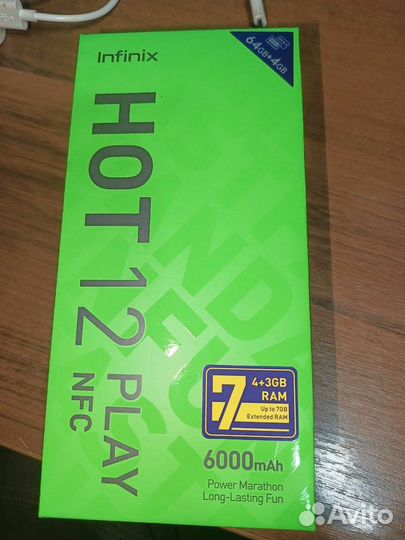 Infinix
64GB+4GB
HOT 12 PLAY
NFC
7
4+3GB
RAM
Up to 7GB
Extended RAM
6000mAh
Power Marathon
Long-Lasting Fun
Avito